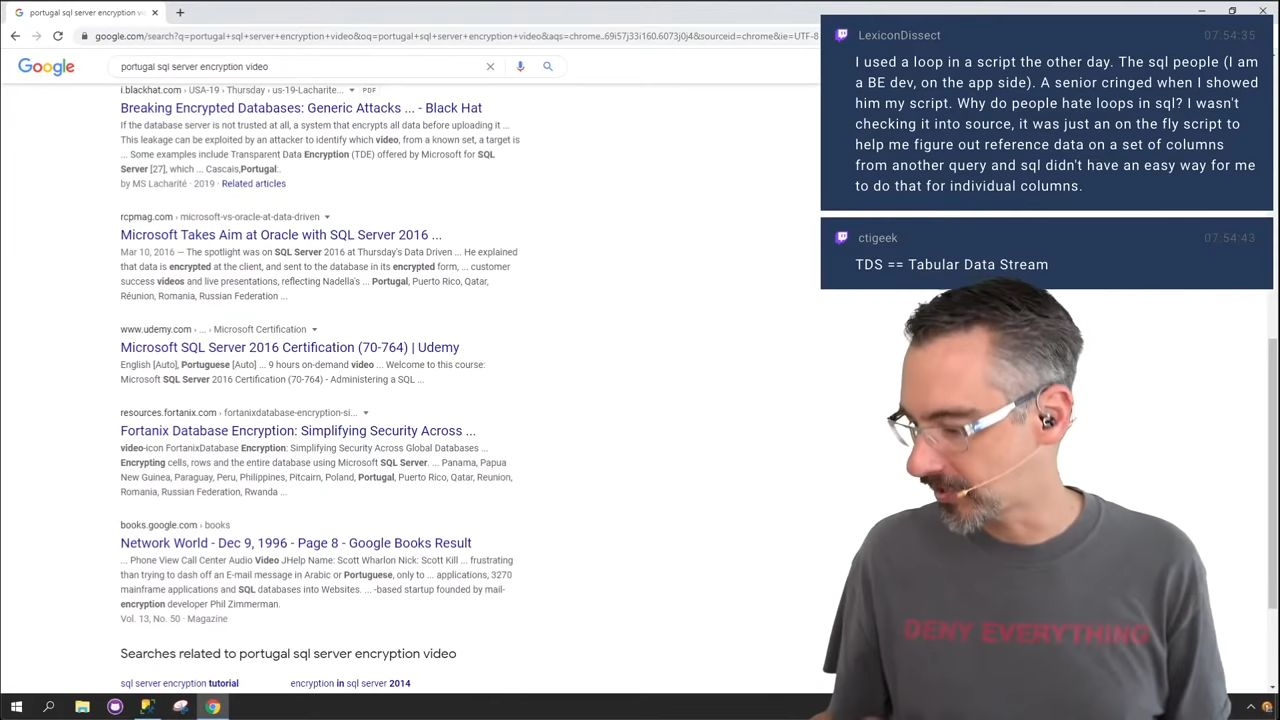 portugal sql server encryption vi
google.com/search?q=portugal+sql+server+encryption+video&oq=portugal+sql+server+encryption+video&aqs=chrome..69i57j33i160.6073j0j4&sourceid=chrome&ie=UTF-8
Google
portugal sql server encryption video
i.blackhat.com › USA-19 › Thursday › us-19-Lacharite... PDF
Breaking Encrypted Databases: Generic Attacks ... - Black Hat
If the database server is not trusted at all, a system that encrypts all data before uploading it ...
This leakage can be exploited by an attacker to identify which video, from a known set, a target is
... Some examples include Transparent Data Encryption (TDE) offered by Microsoft for SQL
Server [27], which ... Cascais,Portugal:.
by MS Lacharité · 2019 · Related articles
rcpmag.com › microsoft-vs-oracle-at-data-driven
Microsoft Takes Aim at Oracle with SQL Server 2016 ...
Mar 10, 2016 — The spotlight was on SQL Server 2016 at Thursday's Data Driven ... He explained
that data is encrypted at the client, and sent to the database in its encrypted form, ... customer
success videos and live presentations, reflecting Nadella's ... Portugal, Puerto Rico, Qatar,
Réunion, Romania, Russian Federation ...
www.udemy.com › ... › Microsoft Certification
Microsoft SQL Server 2016 Certification (70-764) | Udemy
English [Auto], Portuguese [Auto] ... 9 hours on-demand video ... Welcome to this course:
Microsoft SQL Server 2016 Certification (70-764) - Administering a SQL ...
resources.fortanix.com › fortanixdatabase-encryption-si...
Fortanix Database Encryption: Simplifying Security Across ...
video-icon FortanixDatabase Encryption: Simplifying Security Across Global Databases ...
Encrypting cells, rows and the entire database using Microsoft SQL Server. ... Panama, Papua
New Guinea, Paraguay, Peru, Philippines, Pitcairn, Poland, Portugal, Puerto Rico, Qatar, Reunion,
Romania, Russian Federation, Rwanda ...
books.google.com › books
Network World - Dec 9, 1996 - Page 8 - Google Books Result
... Phone View Call Center Audio Video JHelp Name: Scott Wharlon Nick: Scott Kill ... frustrating
than trying to dash off an E-mail message in Arabic or Portuguese, only to ... applications, 3270
mainframe applications and SQL databases into Websites. ... -based startup founded by mail-
encryption developer Phil Zimmerman.
Vol. 13, No. 50 · Magazine
Searches related to portugal sql server encryption video
sql server encryption tutorial
encryption in sql server 2014
LexiconDissect 07:54:35
I used a loop in a script the other day. The sql people (I am
a BE dev, on the app side). A senior cringed when I showed
him my script. Why do people hate loops in sql? I wasn't
checking it into source, it was just an on the fly script to
help me figure out reference data on a set of columns
from another query and sql didn't have an easy way for me
to do that for individual columns.
ctigeek 07:54:43
TDS == Tabular Data Stream
DENY EVERYTHING